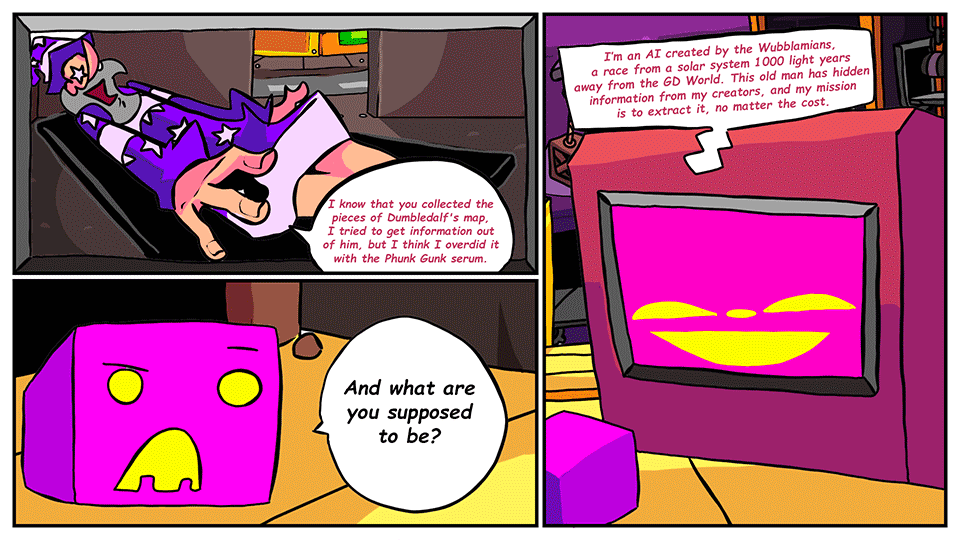 I know that you collected the
pieces of Dumbledalf's map,
I tried to get information out
of him, but I think I overdid it
with the Phunk Gunk serum.
And what are
you supposed
to be?
I'm an AI created by the Wubblamians,
a race from a solar system 1000 light years
away from the GD World. This old man has hidden
information from my creators, and my mission
is to extract it, no matter the cost.